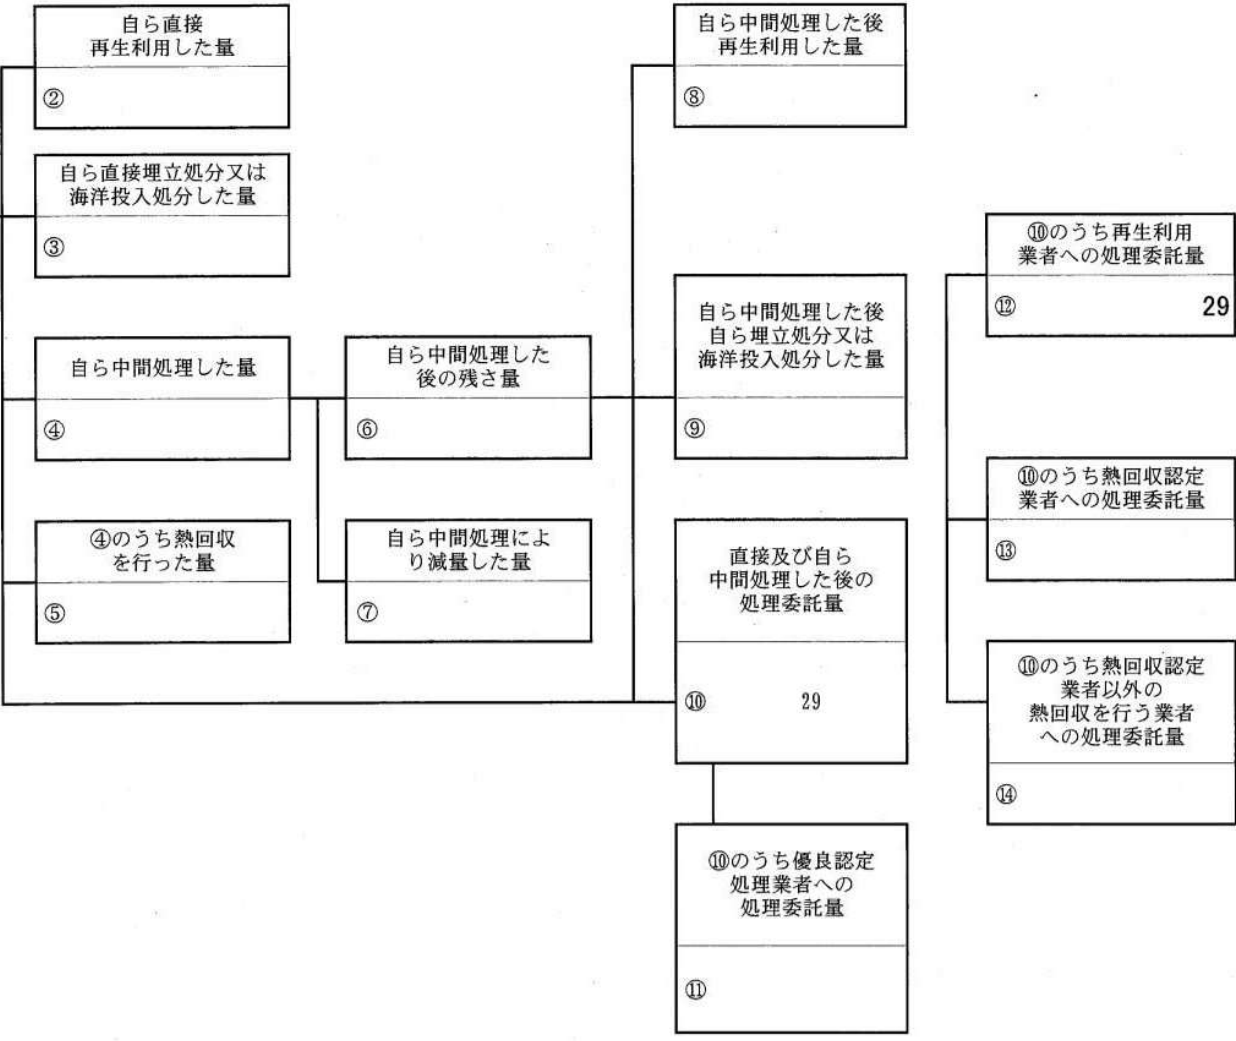 自ら直接
再生利用した量
②
自ら直接埋立処分又は
海洋投入処分した量
③
自ら中間処理した量
④
④のうち熱回収
を行った量
⑤
自ら中間処理した
後の残さ量
⑥
自ら中間処理によ
り減量した量
⑦
自ら中間処理した後
再生利用した量
⑧
自ら中間処理した後
自ら埋立処分又は
海洋投入処分した量
⑨
直接及び自ら
中間処理した後の
処理委託量
⑩ 29
⑩のうち優良認定
処理業者への
処理委託量
⑪
⑩のうち再生利用
業者への処理委託量
⑫ 29
⑩のうち熱回収認定
業者への処理委託量
⑬
⑩のうち熱回収認定
業者以外の
熱回収を行う業者
への処理委託量
⑭